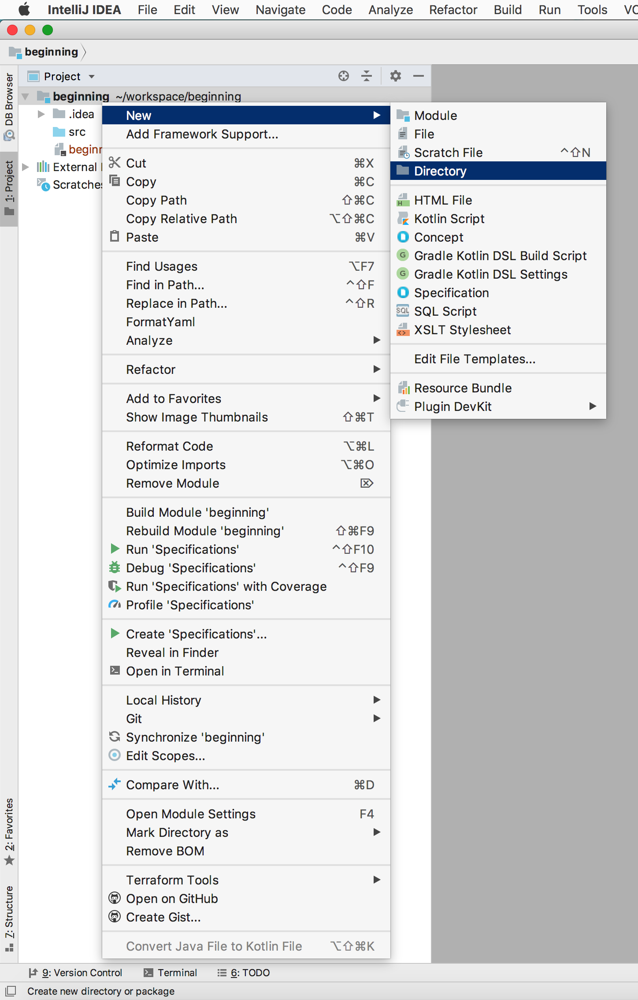 IntelliJ IDEA File Edit View Navigate Code Analyze Refactor Build Run Tools
beginning
Project
beginning ~/workspace/beginning
.idea
src
External
DB Browser
1: Project
2: Favorites
7: Structure
New
Add Framework Support...
Cut ⌘X
Copy ⌘C
Copy Path ⇧⌘C
Copy Relative Path ⌥⇧⌘C
Paste ⌘V
Find Usages ⌥F7
Find in Path... ^⇧F
Replace in Path... ^⇧R
FormatYaml
Analyze
Refactor
Add to Favorites
Show Image Thumbnails ⇧⌘T
Reformat Code ⌥⌘L
Optimize Imports ⌥⌘O
Remove Module ⌦
Build Module 'beginning'
Rebuild Module 'beginning' ⇧⌘F9
Run 'Specifications' ^⇧F10
Debug 'Specifications' ^⇧F9
Run 'Specifications' with Coverage
Profile 'Specifications'
Create 'Specifications'...
Reveal in Finder
Open in Terminal
Local History
Git
Synchronize 'beginning'
Edit Scopes...
Compare With... ⌘D
Open Module Settings F4
Mark Directory as
Remove BOM
Terraform Tools
Open on GitHub
Create Gist...
Convert Java File to Kotlin File ⌥⇧⌘K
Module
File
Scratch File ^⇧N
Directory
HTML File
Kotlin Script
Concept
Gradle Kotlin DSL Build Script
Gradle Kotlin DSL Settings
Specification
SQL Script
XSLT Stylesheet
Edit File Templates...
Resource Bundle
Plugin DevKit
9: Version Control Terminal 6: TODO
Create new directory or package